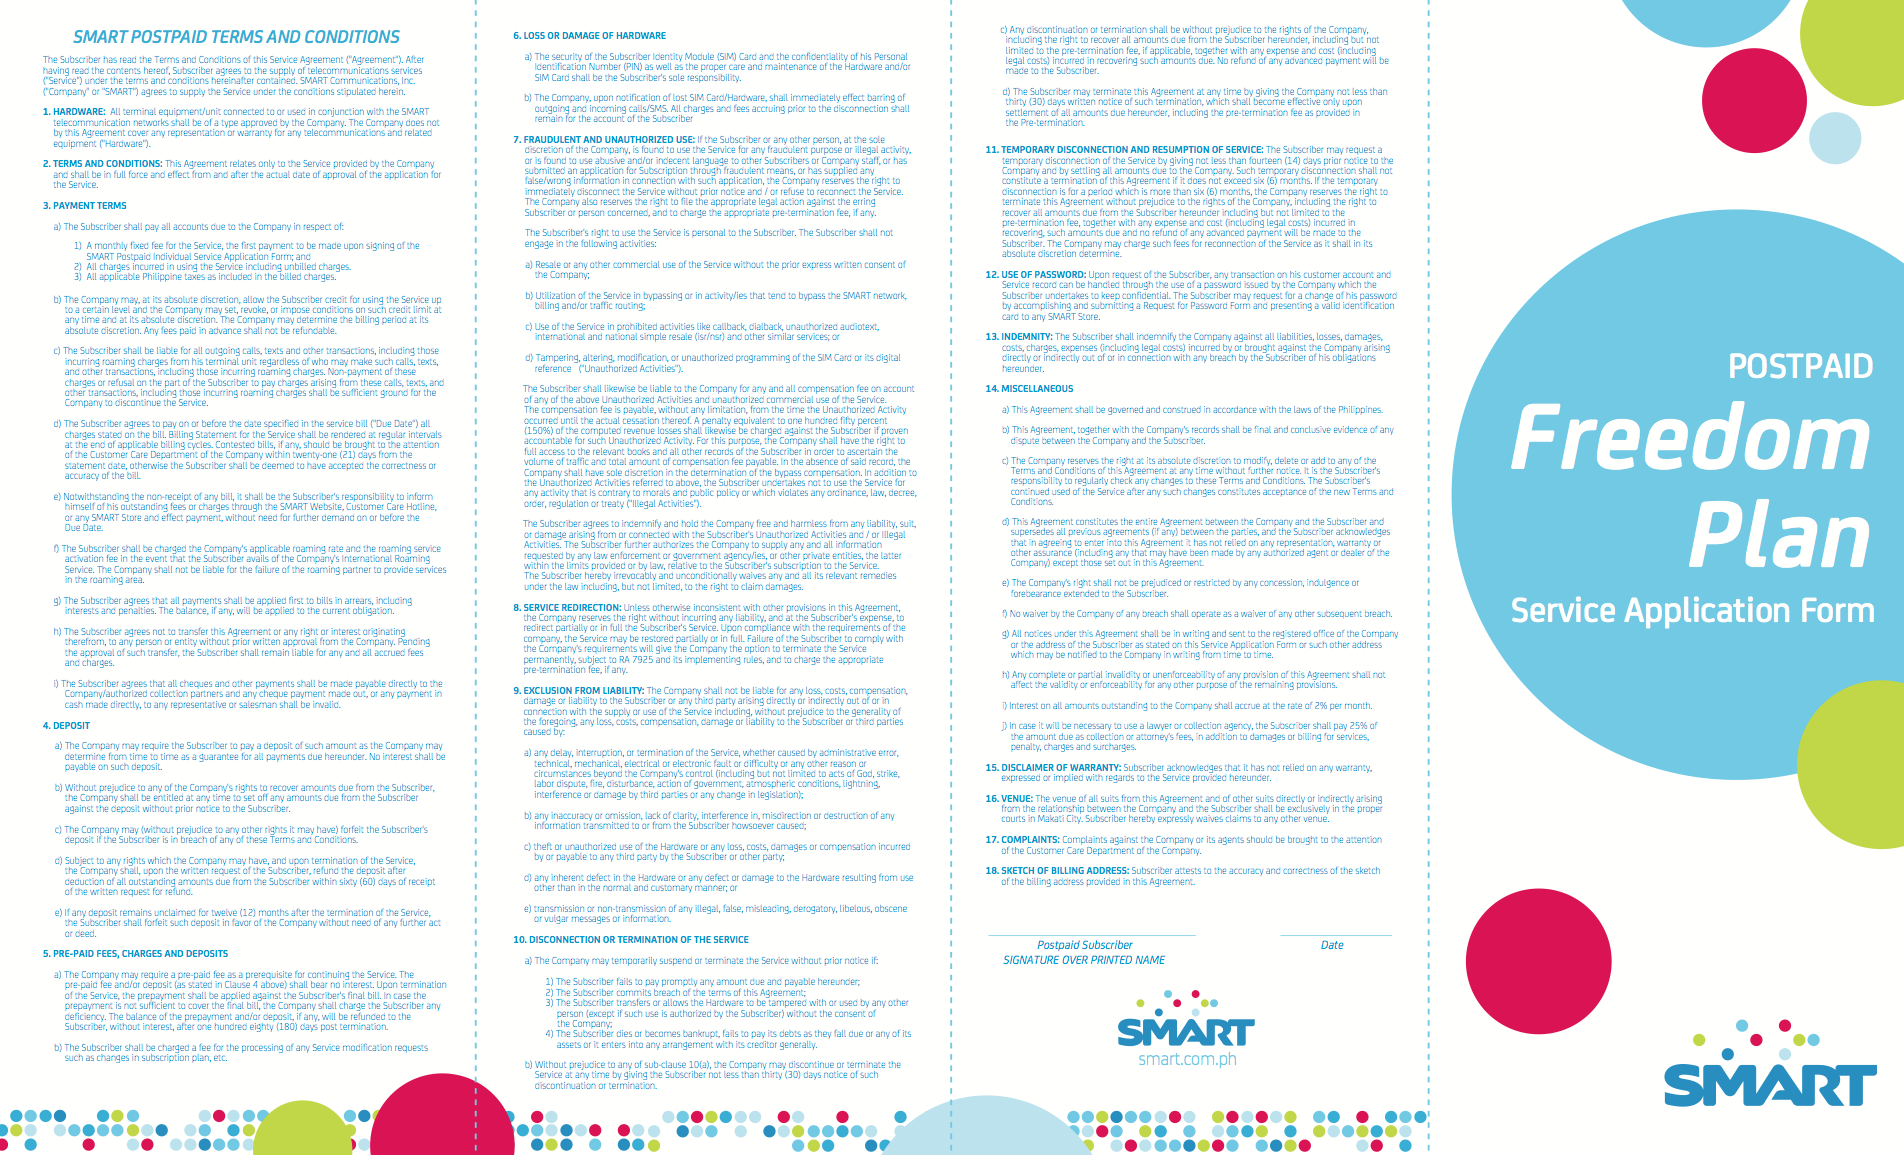 SMART POSTPAID TERMS AND CONDITIONS
The Subscriber has read the Terms and Conditions of this Service Agreement ("Agreement"). After
having read the contents hereof, Subscriber agrees to the supply of telecommunications services
("Service") under the terms and conditions hereinafter contained. SMART Communications, Inc.
("Company" or "SMART") agrees to supply the Service under the conditions stipulated herein.
1. HARDWARE: All terminal equipment/unit connected to or used in conjunction with the SMART
telecommunication networks shall be of a type approved by the Company. The Company does not
by this Agreement cover any representation or warranty for any telecommunications and related
equipment ("Hardware").
2. TERMS AND CONDITIONS: This Agreement relates only to the Service provided by the Company
and shall be in full force and effect from and after the actual date of approval of the application for
the Service.
3. PAYMENT TERMS
a) The Subscriber shall pay all accounts due to the Company in respect of:
1) A monthly fixed fee for the Service, the first payment to be made upon signing of the
SMART Postpaid Individual Service Application Form; and
2) All charges incurred in using the Service including unbilled charges.
3) All applicable Philippine taxes as included in the billed charges.
b) The Company may, at its absolute discretion, allow the Subscriber credit for using the Service up
to a certain level and the Company may set, revoke, or impose conditions on such credit limit at
any time and at its absolute discretion. The Company may determine the billing period at its
absolute discretion. Any fees paid in advance shall not be refundable.
c) The Subscriber shall be liable for all outgoing calls, texts and other transactions, including those
incurring roaming charges from his terminal unit regardless of who may make such calls, texts,
and other transactions, including those incurring roaming charges. Non-payment of these
charges or refusal on the part of the Subscriber to pay charges arising from these calls, texts, and
other transactions, including those incurring roaming charges shall be sufficient ground for the
Company to discontinue the Service.
d) The Subscriber agrees to pay on or before the date specified in the service bill ("Due Date") all
charges stated on the bill. Billing Statement for the Service shall be rendered at regular intervals
at the end of applicable billing cycles. Contested bills, if any, should be brought to the attention
of the Customer Care Department of the Company within twenty-one (21) days from the
statement date, otherwise the Subscriber shall be deemed to have accepted the correctness or
accuracy of the bill.
e) Notwithstanding the non-receipt of any bill, it shall be the Subscriber's responsibility to inform
himself of his outstanding fees or charges through the SMART Website, Customer Care Hotline,
or any SMART Store and effect payment, without need for further demand on or before the
Due Date.
f) The Subscriber shall be charged the Company's applicable roaming rate and the roaming service
activation fee in the event that the Subscriber avails of the Company's International Roaming
Service. The Company shall not be liable for the failure of the roaming partner to provide services
in the roaming area.
g) The Subscriber agrees that all payments shall be applied first to bills in arrears, including
interests and penalties. The balance, if any, will be applied to the current obligation.
h) The Subscriber agrees not to transfer this Agreement or any right or interest originating
therefrom, to any person or entity without prior written approval from the Company. Pending
the approval of such transfer, the Subscriber shall remain liable for any and all accrued fees
and charges.
i) The Subscriber agrees that all cheques and other payments shall be made payable directly to the
Company/authorized collection partners and any cheque payment made out, or any payment in
cash made directly, to any representative or salesman shall be invalid.
4. DEPOSIT
a) The Company may require the Subscriber to pay a deposit of such amount as the Company may
determine from time to time as a guarantee for all payments due hereunder. No interest shall be
payable on such deposit.
b) Without prejudice to any of the Company's rights to recover amounts due from the Subscriber,
the Company shall be entitled at any time to set off any amounts due from the Subscriber
against the deposit without prior notice to the Subscriber.
c) The Company may (without prejudice to any other rights it may have) forfeit the Subscriber's
deposit if the Subscriber is in breach of any of these Terms and Conditions.
d) Subject to any rights which the Company may have, and upon termination of the Service,
the Company shall, upon the written request of the Subscriber, refund the deposit after
deduction of all outstanding amounts due from the Subscriber within sixty (60) days of receipt
of the written request for refund.
e) If any deposit remains unclaimed for twelve (12) months after the termination of the Service,
the Subscriber shall forfeit such deposit in favor of the Company without need of any further act
or deed.
5. PRE-PAID FEES, CHARGES AND DEPOSITS
a) The Company may require a pre-paid fee as a prerequisite for continuing the Service. The
pre-paid fee and/or deposit (as stated in Clause 4 above) shall bear no interest. Upon termination
of the Service, the prepayment shall be applied against the Subscriber's final bill. In case the
prepayment is not sufficient to cover the final bill, the Company shall charge the Subscriber any
deficiency. The balance of the prepayment and/or deposit, if any, will be refunded to the
Subscriber, without interest, after one hundred eighty (180) days post termination.
b) The Subscriber shall be charged a fee for the processing of any Service modification requests
such as changes in subscription plan, etc.
6. LOSS OR DAMAGE OF HARDWARE
a) The security of the Subscriber Identity Module (SIM) Card and the confidentiality of his Personal
Identification Number (PIN) as well as the proper care and maintenance of the Hardware and/or
SIM Card shall be the Subscriber's sole responsibility.
b) The Company, upon notification of lost SIM Card/Hardware, shall immediately effect barring of
outgoing and incoming calls/SMS. All charges and fees accruing prior to the disconnection shall
remain for the account of the Subscriber
7. FRAUDULENT AND UNAUTHORIZED USE: If the Subscriber or any other person, at the sole
discretion of the Company, is found to use the Service for any fraudulent purpose or illegal activity,
or is found to use abusive and/or indecent language to other Subscribers or Company staff, or has
submitted an application for Subscription through fraudulent means, or has supplied any
false/wrong information in connection with such application, the Company reserves the right to
immediately disconnect the Service without prior notice and / or refuse to reconnect the Service.
The Company also reserves the right to file the appropriate legal action against the erring
Subscriber or person concerned, and to charge the appropriate pre-termination fee, if any.
The Subscriber's right to use the Service is personal to the Subscriber. The Subscriber shall not
engage in the following activities:
a) Resale or any other commercial use of the Service without the prior express written consent of
the Company;
b) Utilization of the Service in bypassing or in activity/ies that tend to bypass the SMART network,
billing and/or traffic routing;
c) Use of the Service in prohibited activities like callback, dialback, unauthorized audiotext,
international and national simple resale (isr/nsr) and other similar services; or
d) Tampering, altering, modification, or unauthorized programming of the SIM Card or its digital
reference ("Unauthorized Activities").
The Subscriber shall likewise be liable to the Company for any and all compensation fee on account
of any of the above Unauthorized Activities and unauthorized commercial use of the Service.
The compensation fee is payable, without any limitation, from the time the Unauthorized Activity
occurred until the actual cessation thereof. A penalty equivalent to one hundred fifty percent
(150%) of the computed revenue losses shall likewise be charged against the Subscriber if proven
accountable for such Unauthorized Activity. For this purpose, the Company shall have the right to
full access to the relevant books and all other records of the Subscriber in order to ascertain the
volume of traffic and total amount of compensation fee payable. In the absence of said record, the
Company shall have sole discretion in the determination of the bypass compensation. In addition to
the Unauthorized Activities referred to above, the Subscriber undertakes not to use the Service for
any activity that is contrary to morals and public policy or which violates any ordinance, law, decree,
order, regulation or treaty ("Illegal Activities").
The Subscriber agrees to indemnify and hold the Company free and harmless from any liability, suit,
or damage arising from or connected with the Subscriber's Unauthorized Activities and / or Illegal
Activities. The Subscriber further authorizes the Company to supply any and all information
requested by any law enforcement or government agency/ies, or other private entities, the latter
within the limits provided or by law, relative to the Subscriber's subscription to the Service.
The Subscriber hereby irrevocably and unconditionally waives any and all its relevant remedies
under the law including, but not limited, to the right to claim damages.
8. SERVICE REDIRECTION: Unless otherwise inconsistent with other provisions in this Agreement,
the Company reserves the right without incurring any liability, and at the Subscriber's expense, to
redirect partially or in full the Subscriber's Service. Upon compliance with the requirements of the
company, the Service may be restored partially or in full. Failure of the Subscriber to comply with
the Company's requirements will give the Company the option to terminate the Service
permanently, subject to RA 7925 and its implementing rules, and to charge the appropriate
pre-termination fee, if any.
9. EXCLUSION FROM LIABILITY: The Company shall not be liable for any loss, costs, compensation,
damage or liability to the Subscriber or any third party arising directly or indirectly out of or in
connection with the supply or use of the Service including, without prejudice to the generality of
the foregoing, any loss, costs, compensation, damage or liability to the Subscriber or third parties
caused by:
a) any delay, interruption, or termination of the Service, whether caused by administrative error,
technical, mechanical, electrical or electronic fault or difficulty or any other reason or
circumstances beyond the Company's control (including but not limited to acts of God, strike,
labor dispute, fire, disturbance, action of government, atmospheric conditions, lightning,
interference or damage by third parties or any change in legislation);
b) any inaccuracy or omission, lack of clarity, interference in, misdirection or destruction of any
information transmitted to or from the Subscriber howsoever caused;
c) theft or unauthorized use of the Hardware or any loss, costs, damages or compensation incurred
by or payable to any third party by the Subscriber or other party;
d) any inherent defect in the Hardware or any defect or damage to the Hardware resulting from use
other than in the normal and customary manner; or
e) transmission or non-transmission of any illegal, false, misleading, derogatory, libelous, obscene
or vulgar messages or information.
10. DISCONNECTION OR TERMINATION OF THE SERVICE
a) The Company may temporarily suspend or terminate the Service without prior notice if:
1) The Subscriber fails to pay promptly any amount due and payable hereunder;
2) The Subscriber commits breach of the terms of this Agreement;
3) The Subscriber transfers or allows the Hardware to be tampered with or used by any other
person (except if such use is authorized by the Subscriber) without the consent of
the Company;
4) The Subscriber dies or becomes bankrupt, fails to pay its debts as they fall due or any of its
assets or it enters into any arrangement with its creditor generally.
b) Without prejudice to any of sub-clause 10(a), the Company may discontinue or terminate the
Service at any time by giving the Subscriber not less than thirty (30) days notice of such
discontinuation or termination.
c) Any discontinuation or termination shall be without prejudice to the rights of the Company,
including the right to recover all amounts due from the Subscriber hereunder, including but not
limited to the pre-termination fee, if applicable, together with any expense and cost (including
legal costs) incurred in recovering such amounts due. No refund of any advanced payment will be
made to the Subscriber.
d) The Subscriber may terminate this Agreement at any time by giving the Company not less than
thirty (30) days written notice of such termination, which shall become effective only upon
settlement of all amounts due hereunder, including the pre-termination fee as provided in
the Pre-termination.
11. TEMPORARY DISCONNECTION AND RESUMPTION OF SERVICE: The Subscriber may request a
temporary disconnection of the Service by giving not less than fourteen (14) days prior notice to the
Company and by settling all amounts due to the Company. Such temporary disconnection shall not
constitute a termination of this Agreement if it does not exceed six (6) months. If the temporary
disconnection is for a period which is more than six (6) months, the Company reserves the right to
terminate this Agreement without prejudice to the rights of the Company, including the right to
recover all amounts due from the Subscriber hereunder including but not limited to the
pre-termination fee, together with any expense and cost (including legal costs) incurred in
recovering, such amounts due and no refund of any advanced payment will be made to the
Subscriber. The Company may charge such fees for reconnection of the Service as it shall in its
absolute discretion determine.
12. USE OF PASSWORD: Upon request of the Subscriber, any transaction on his customer account and
Service record can be handled through the use of a password issued by the Company which the
Subscriber undertakes to keep confidential. The Subscriber may request for a change of his password
by accomplishing and submitting a Request for Password Form and presenting a valid identification
card to any SMART Store.
13. INDEMNITY: The Subscriber shall indemnify the Company against all liabilities, losses, damages,
costs, charges, expenses (including legal costs) incurred by or brought against the Company arising
directly or indirectly out of or in connection with any breach by the Subscriber of his obligations
hereunder.
14. MISCELLANEOUS
a) This Agreement shall be governed and construed in accordance with the laws of the Philippines.
b) This Agreement, together with the Company's records shall be final and conclusive evidence of any
dispute between the Company and the Subscriber.
c) The Company reserves the right at its absolute discretion to modify, delete or add to any of the
Terms and Conditions of this Agreement at any time without further notice. It is the Subscriber's
responsibility to regularly check any changes to these Terms and Conditions. The Subscriber's
continued used of the Service after any such changes constitutes acceptance of the new Terms and
Conditions.
d) This Agreement constitutes the entire Agreement between the Company and the Subscriber and
supersedes all previous agreements (if any) between the parties, and the Subscriber acknowledges
that in agreeing to enter into this Agreement it has not relied on any representation, warranty or
other assurance (including any that may have been made by any authorized agent or dealer of the
Company) except those set out in this Agreement.
e) The Company's right shall not be prejudiced or restricted by any concession, indulgence or
forebearance extended to the Subscriber.
f) No waiver by the Company of any breach shall operate as a waiver of any other subsequent breach.
g) All notices under this Agreement shall be in writing and sent to the registered office of the Company
or the address of the Subscriber as stated on this Service Application Form or such other address
which may be notified to the Company in writing from time to time.
h) Any complete or partial invalidity or unenforceability of any provision of this Agreement shall not
affect the validity or enforceability for any other purpose of the remaining provisions.
i) Interest on all amounts outstanding to the Company shall accrue at the rate of 2% per month.
j) In case it will be necessary to use a lawyer or collection agency, the Subscriber shall pay 25% of
the amount due as collection or attorney's fees, in addition to damages or billing for services,
penalty, charges and surcharges.
15. DISCLAIMER OF WARRANTY: Subscriber acknowledges that it has not relied on any warranty,
expressed or implied with regards to the Service provided hereunder.
16. VENUE: The venue of all suits from this Agreement and of other suits directly or indirectly arising
from the relationship between the Company and the Subscriber shall be exclusively in the proper
courts in Makati City. Subscriber hereby expressly waives claims to any other venue.
17. COMPLAINTS: Complaints against the Company or its agents should be brought to the attention
of the Customer Care Department of the Company.
18. SKETCH OF BILLING ADDRESS: Subscriber attests to the accuracy and correctness of the sketch
of the billing address provided in this Agreement.
Postpaid Subscriber
SIGNATURE OVER PRINTED NAME
Date
SMART
smart.com.ph
POSTPAID
Freedom
Plan
Service Application Form
SMART